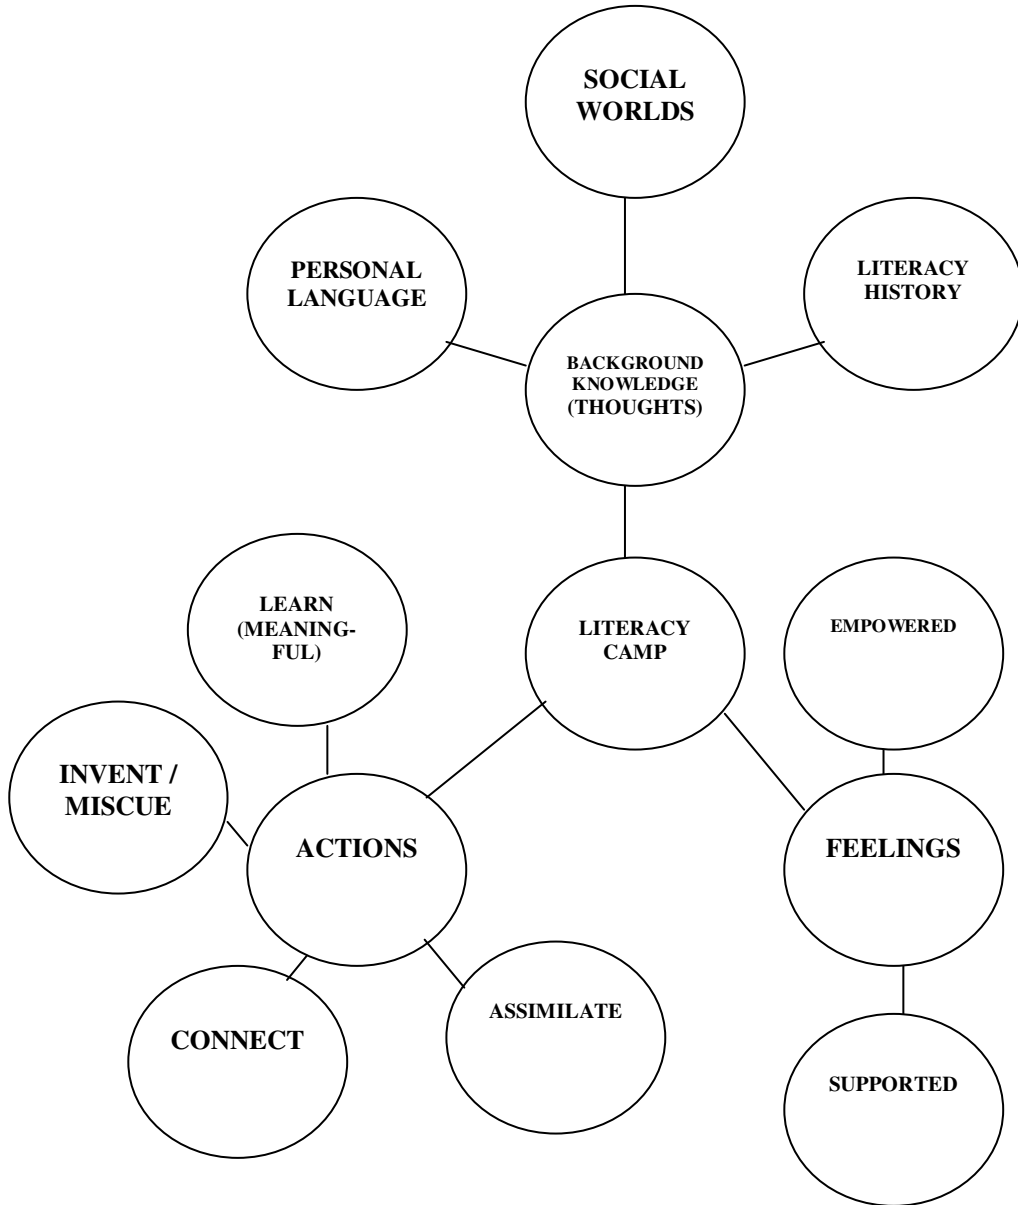 SOCIAL
WORLDS
PERSONAL
LANGUAGE
LITERACY
HISTORY
BACKGROUND
KNOWLEDGE
(THOUGHTS)
LEARN
(MEANING-
FUL)
LITERACY
CAMP
EMPOWERED
INVENT /
MISCUE
ACTIONS
FEELINGS
CONNECT
ASSIMILATE
SUPPORTED